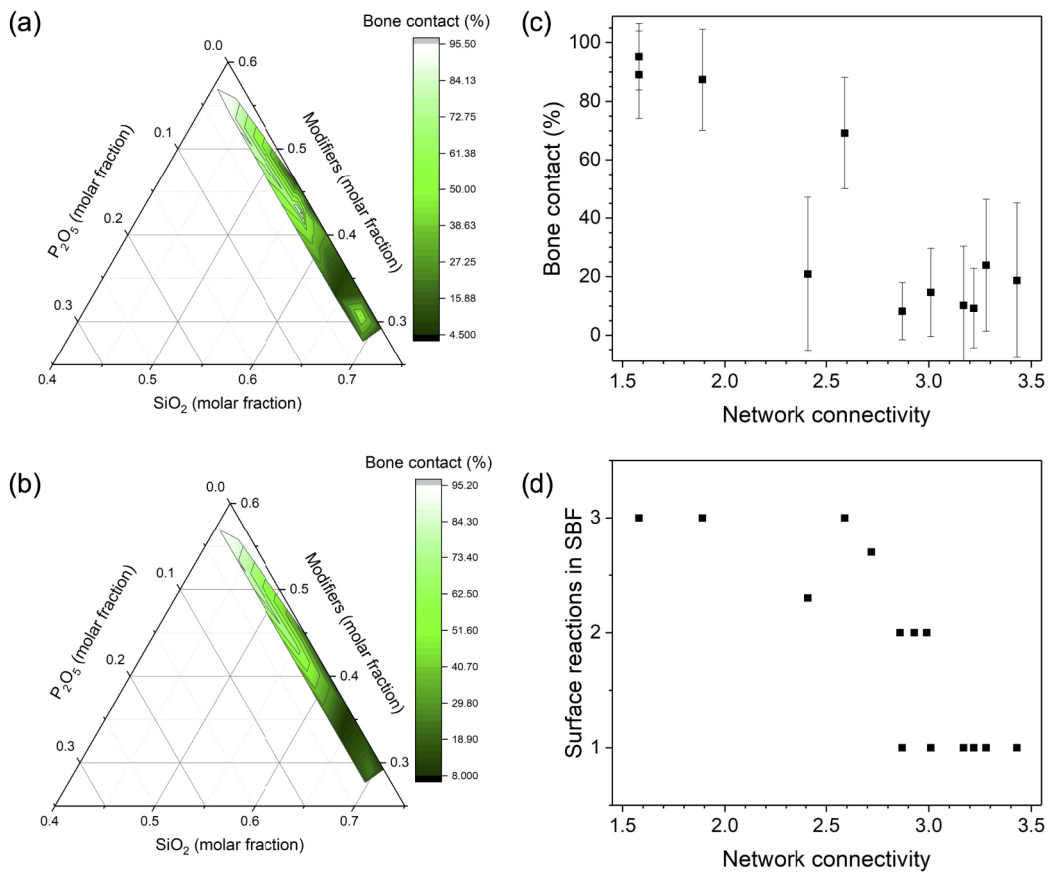 (a)
Bone contact (%)
95.50
84.13
72.75
61.38
50.00
38.63
27.25
15.88
4.500
0.0
0.1
0.2
0.3
0.6
0.5
0.4
0.3
0.4
0.5
0.6
0.7
P2O5 (molar fraction)
Modifiers (molar fraction)
SiO2 (molar fraction)
(b)
Bone contact (%)
95.20
84.30
73.40
62.50
51.60
40.70
29.80
18.90
8.000
0.0
0.1
0.2
0.3
0.6
0.5
0.4
0.3
0.4
0.5
0.6
0.7
P2O5 (molar fraction)
Modifiers (molar fraction)
SiO2 (molar fraction)
(c)
Bone contact (%)
100
80
60
40
20
0
1.5 2.0 2.5 3.0 3.5
Network connectivity
(d)
Surface reactions in SBF
3
2
1
1.5 2.0 2.5 3.0 3.5
Network connectivity